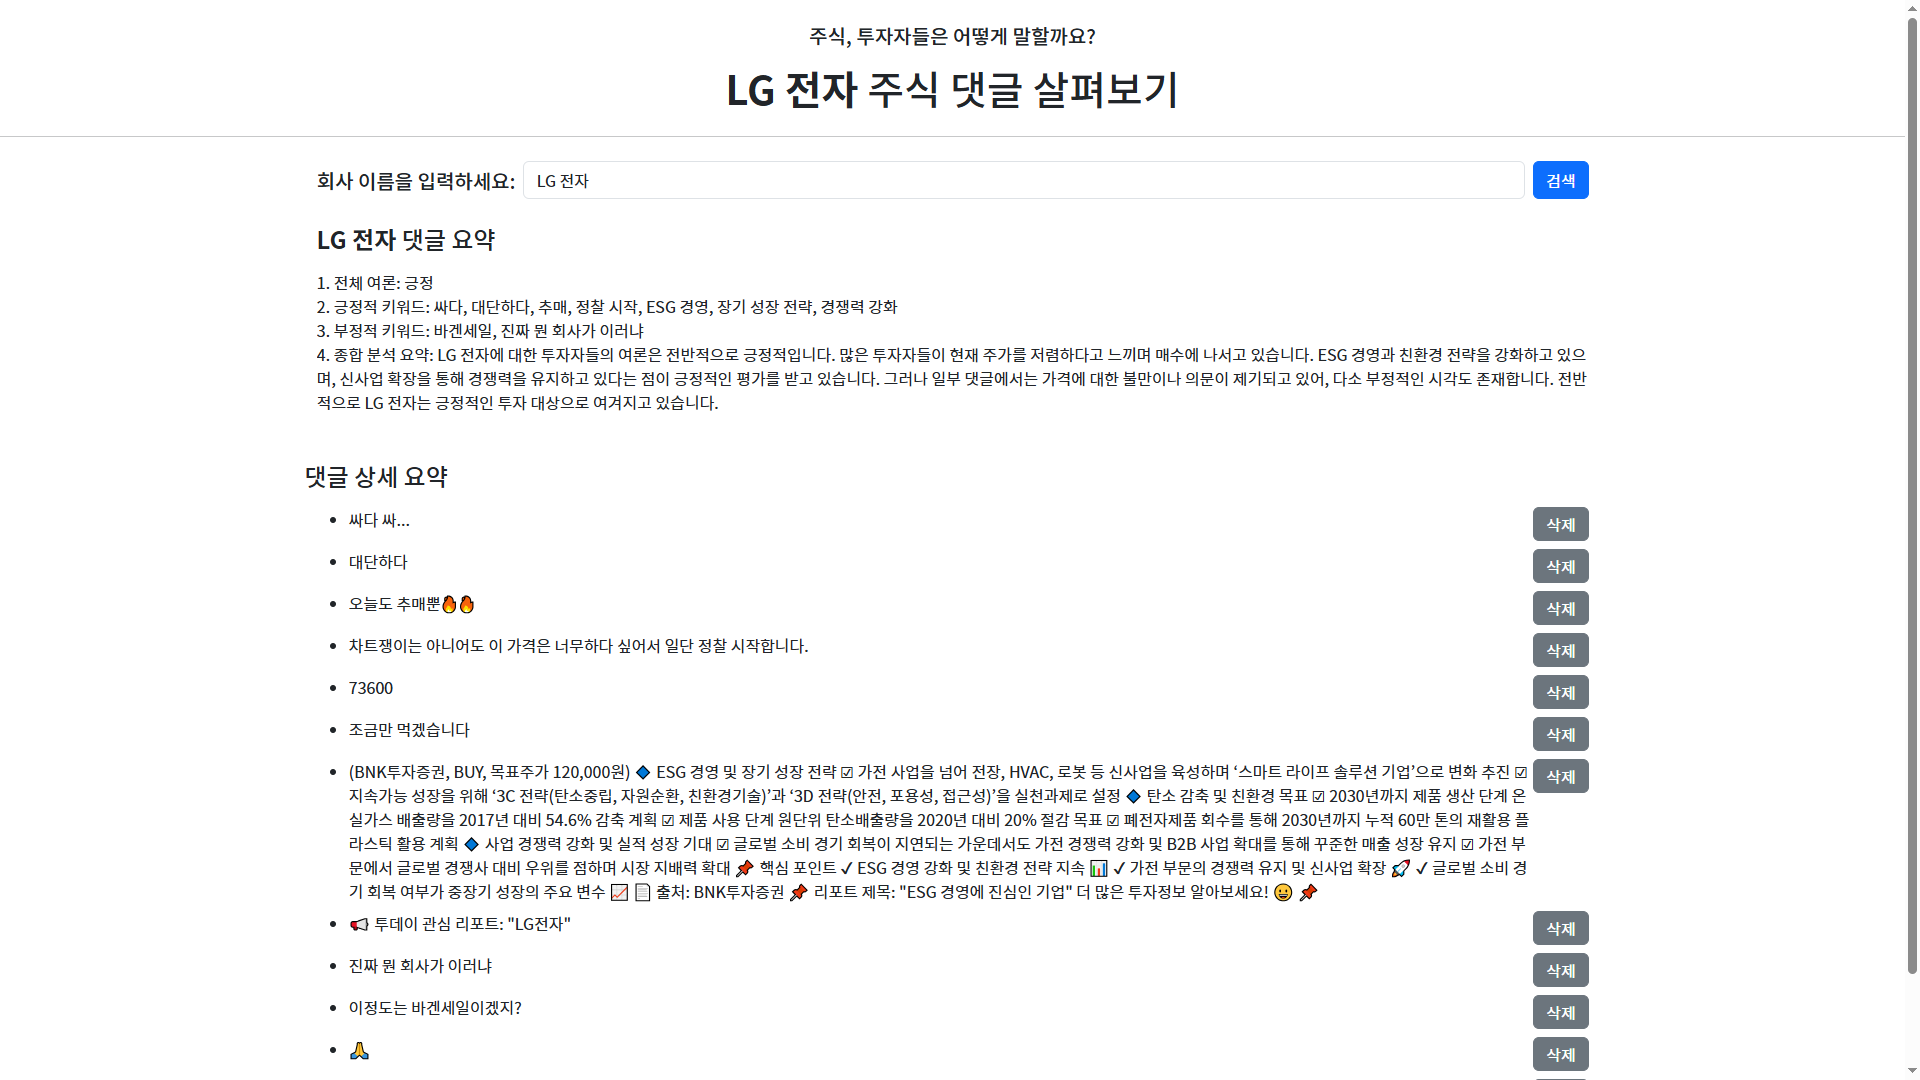 주식, 투자자들은 어떻게 말할까요?
LG 전자 주식 댓글 살펴보기
회사 이름을 입력하세요: LG 전자 검색
LG 전자 댓글 요약
1. 전체 여론: 긍정
2. 긍정적 키워드: 싸다, 대단하다, 추매, 정찰 시작, ESG 경영, 장기 성장 전략, 경쟁력 강화
3. 부정적 키워드: 바겐세일, 진짜 뭔 회사가 이러냐
4. 종합 분석 요약: LG 전자에 대한 투자자들의 여론은 전반적으로 긍정적입니다. 많은 투자자들이 현재 주가를 저렴하다고 느끼며 매수에 나서고 있습니다. ESG 경영과 친환경 전략을 강화하고 있으
며, 신사업 확장을 통해 경쟁력을 유지하고 있다는 점이 긍정적인 평가를 받고 있습니다. 그러나 일부 댓글에서는 가격에 대한 불만이나 의문이 제기되고 있어, 다소 부정적인 시각도 존재합니다. 전반
적으로 LG 전자는 긍정적인 투자 대상으로 여겨지고 있습니다.
댓글 상세 요약
• 싸다 싸... 삭제
• 대단하다 삭제
• 오늘도 추매뿐🔥🔥 삭제
• 차트쟁이는 아니어도 이 가격은 너무하다 싶어서 일단 정찰 시작합니다. 삭제
• 73600 삭제
• 조금만 먹겠습니다 삭제
• (BNK투자증권, BUY, 목표주가 120,000원) 🔷 ESG 경영 및 장기 성장 전략 ☑ 가전 사업을 넘어 전장, HVAC, 로봇 등 신사업을 육성하며 ‘스마트 라이프 솔루션 기업’으로 변화 추진 ☑ 삭제
지속가능 성장을 위해 ‘3C 전략(탄소중립, 자원순환, 친환경기술)’과 ‘3D 전략(안전, 포용성, 접근성)’을 실천과제로 설정 🔷 탄소 감축 및 친환경 목표 ☑ 2030년까지 제품 생산 단계 온
실가스 배출량을 2017년 대비 54.6% 감축 계획 ☑ 제품 사용 단계 원단위 탄소배출량을 2020년 대비 20% 절감 목표 ☑ 폐전자제품 회수를 통해 2030년까지 누적 60만 톤의 재활용 플
라스틱 활용 계획 🔷 사업 경쟁력 강화 및 실적 성장 기대 ☑ 글로벌 소비 경기 회복이 지연되는 가운데서도 가전 경쟁력 강화 및 B2B 사업 확대를 통해 꾸준한 매출 성장 유지 ☑ 가전 부
문에서 글로벌 경쟁사 대비 우위를 점하며 시장 지배력 확대 📌 핵심 포인트 ✓ ESG 경영 강화 및 친환경 전략 지속 📊 ✓ 가전 부문의 경쟁력 유지 및 신사업 확장 🚀 ✓ 글로벌 소비 경
기 회복 여부가 중장기 성장의 주요 변수 📈 📄 출처: BNK투자증권 📌 리포트 제목: "ESG 경영에 진심인 기업" 더 많은 투자정보 알아보세요! 😀 📌
• 📢 투데이 관심 리포트: "LG전자" 삭제
• 진짜 뭔 회사가 이러냐 삭제
• 이정도는 바겐세일이겠지? 삭제
• 🙏 삭제